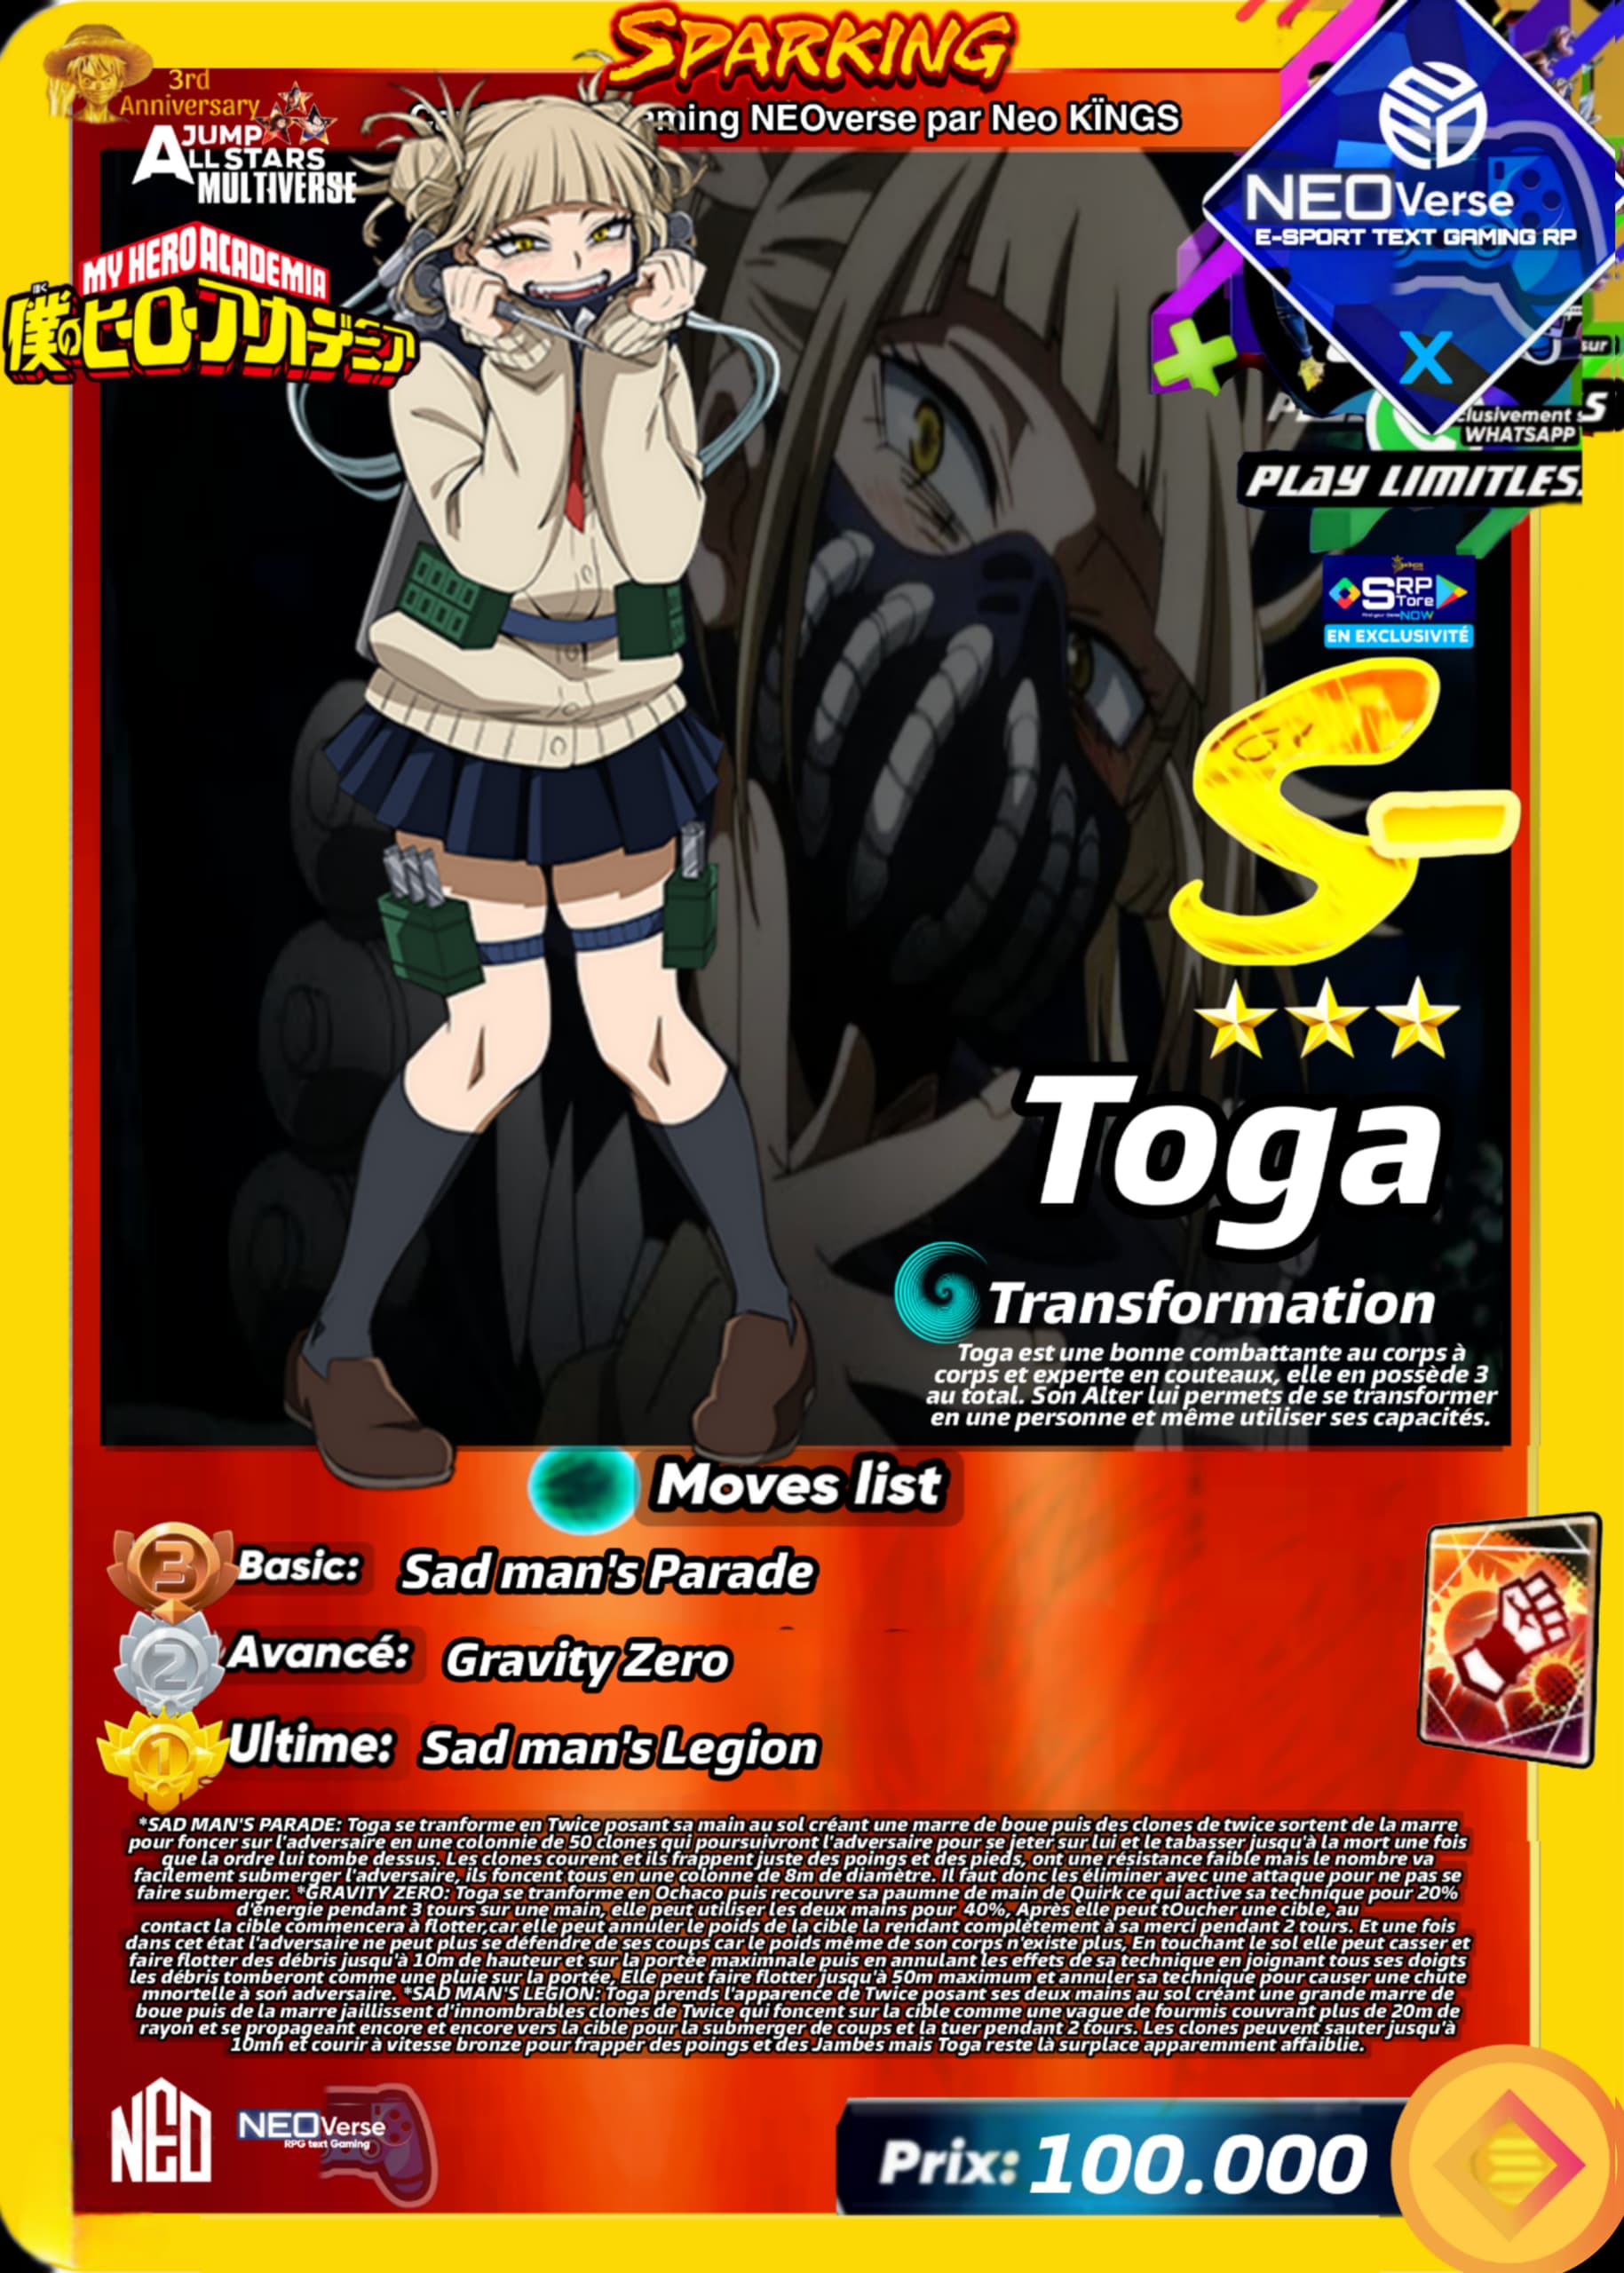 SPARKING
3rd
Anniversary
JUMP
ALL STARS
MULTIVERSE
aming NEOverse par Neo KÏNGS
NEOVerse
E-SPORT TEXT GAMING RP
X
sur
lusivement s
WHATSAPP
PLAY LIMITLES
MY HERO ACADEMIA
ぼく
僕のヒーローアカデミア
SRP
Tore
NOW
EN EXCLUSIVITÉ
S-
Toga
Transformation
Toga est une bonne combattante au corps à
corps et experte en couteaux, elle en possède 3
au total. Son Alter lui permets de se transformer
en une personne et même utiliser ses capacités.
Moves list
3 Basic: Sad man's Parade
2 Avancé: Gravity Zero
1 Ultime: Sad man's Legion
*SAD MAN'S PARADE: Toga se tranforme en Twice posant sa main au sol créant une marre de boue puis des clones de twice sortent de la marre
pour foncer sur l'adversaire en une colonnie de 50 clones qui poursuivront l'adversaire pour se jeter sur lui et le tabasser jusqu'à la mort une fois
que la ordre lui tombe dessus. Les clones courent et ils frappent juste des poings et des pieds, ont une résistance faible mais le nombre va
facilement submerger l'adversaire, ils foncent tous en une colonne de 8m de diamètre. Il faut donc les éliminer avec une attaque pour ne pas se
faire submerger. *GRAVITY ZERO: Toga se tranforme en Ochaco puis recouvre sa paumne de main de Quirk ce qui active sa technique pour 20%
d'énergie pendant 3 tours sur une main, elle peut utiliser les deux mains pour 40%, Après elle peut tOucher une cible, au
contact la cible commencera à flotter, car elle peut annuler le poids de la cible la rendant complètement à sa merci pendant 2 tours. Et une fois
dans cet état l'adversaire ne peut plus se défendre de ses coups car le poids même de son corps n'existe plus, En touchant le sol elle peut casser et
faire flotter des débris jusqu'à 10m de hauteur et sur la portée maximnale puis en annulant les effets de sa technique en joignant tous ses doigts
les débris tomberont comme une pluie sur la portée, Elle peut faire flotter jusqu'à 50m maximum et annuler sa technique pour causer une chute
mnortelle à son adversaire. *SAD MAN'S LEGION: Toga prends l'apparence de Twice posant ses deux mains au sol créant une grande marre de
boue puis de la marre jaillissent d'innombrables clones de Twice qui foncent sur la cible comme une vague de fourmis couvrant plus de 20m de
rayon et se propageant encore et encore vers la cible pour la submerger de coups et la tuer pendant 2 tours. Les clones peuvent sauter jusqu'à
10mh et courir à vitesse bronze pour frapper des poings et des Jambes mais Toga reste là surplace apparemment affaiblie.
NEO
NEOVerse
RPG text Gaming
Prix: 100.000